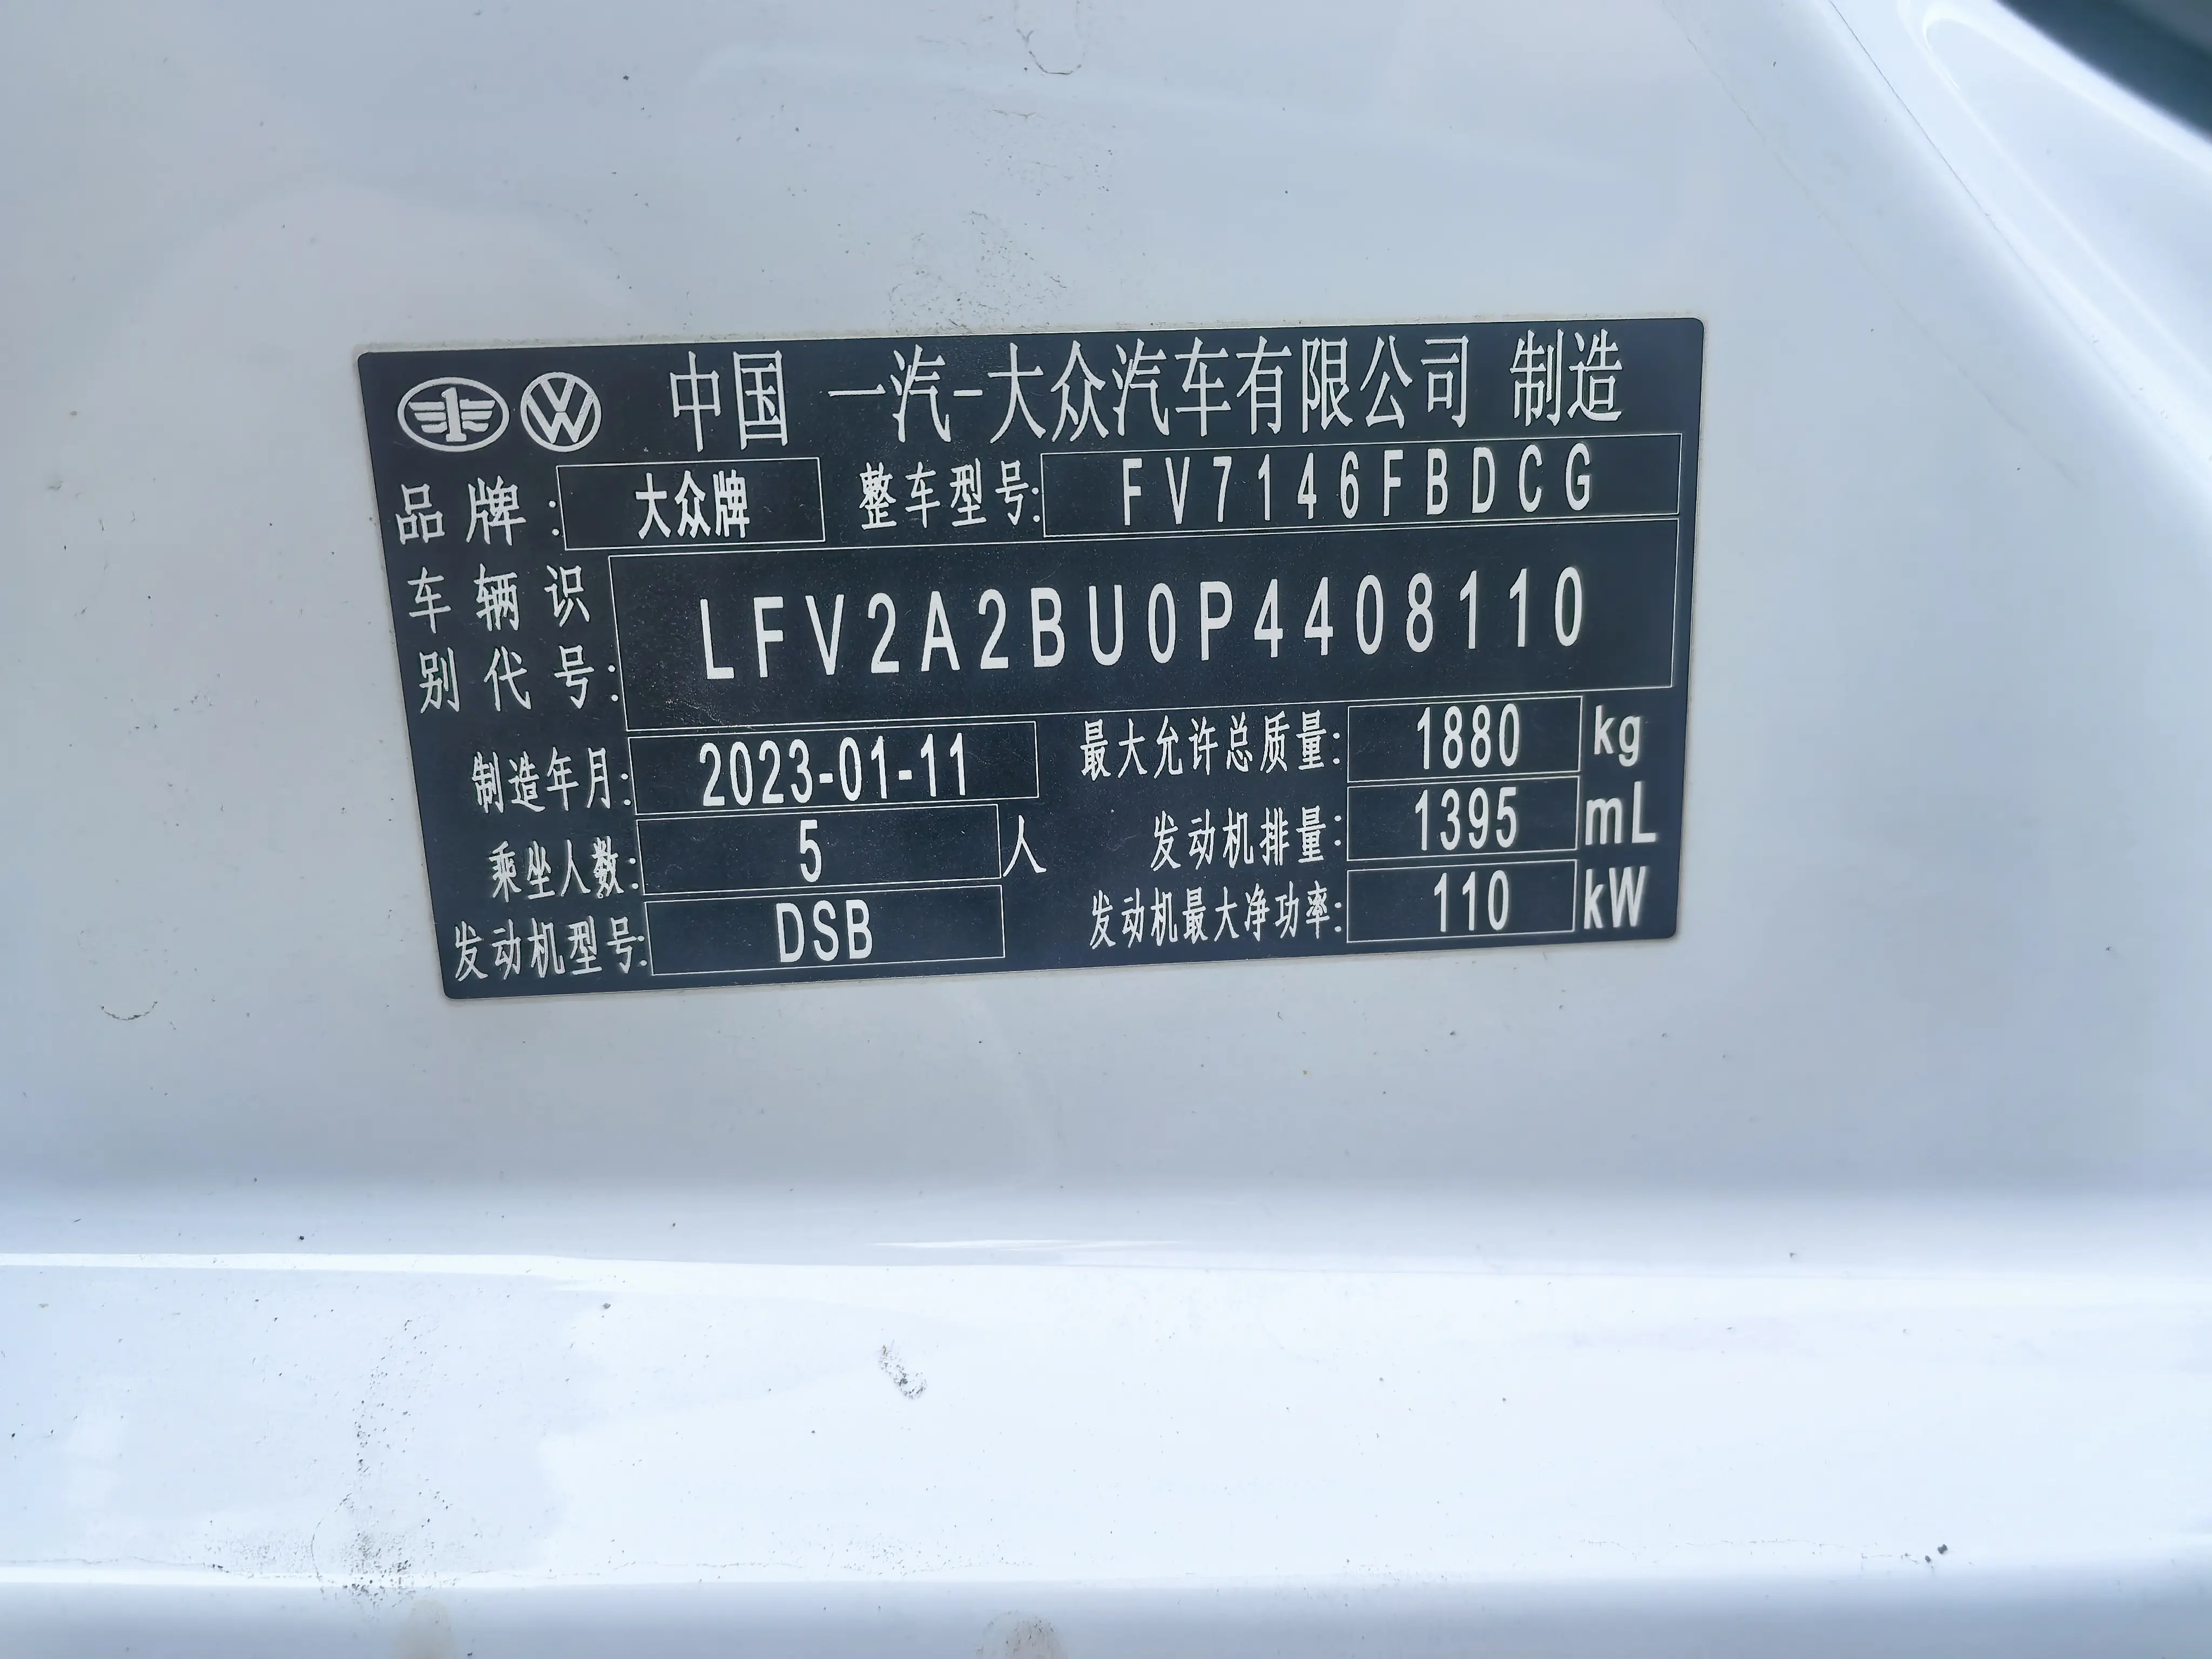 中国 一汽-大众汽车有限公司 制造
品牌: 大众牌 整车型号: FV7146FBDCG
车辆识别代号: LFV2A2BU0P4408110
制造年月: 2023-01-11 最大允许总质量: 1880 kg
乘坐人数: 5 人 发动机排量: 1395 mL
发动机型号: DSB 发动机最大净功率: 110 kW